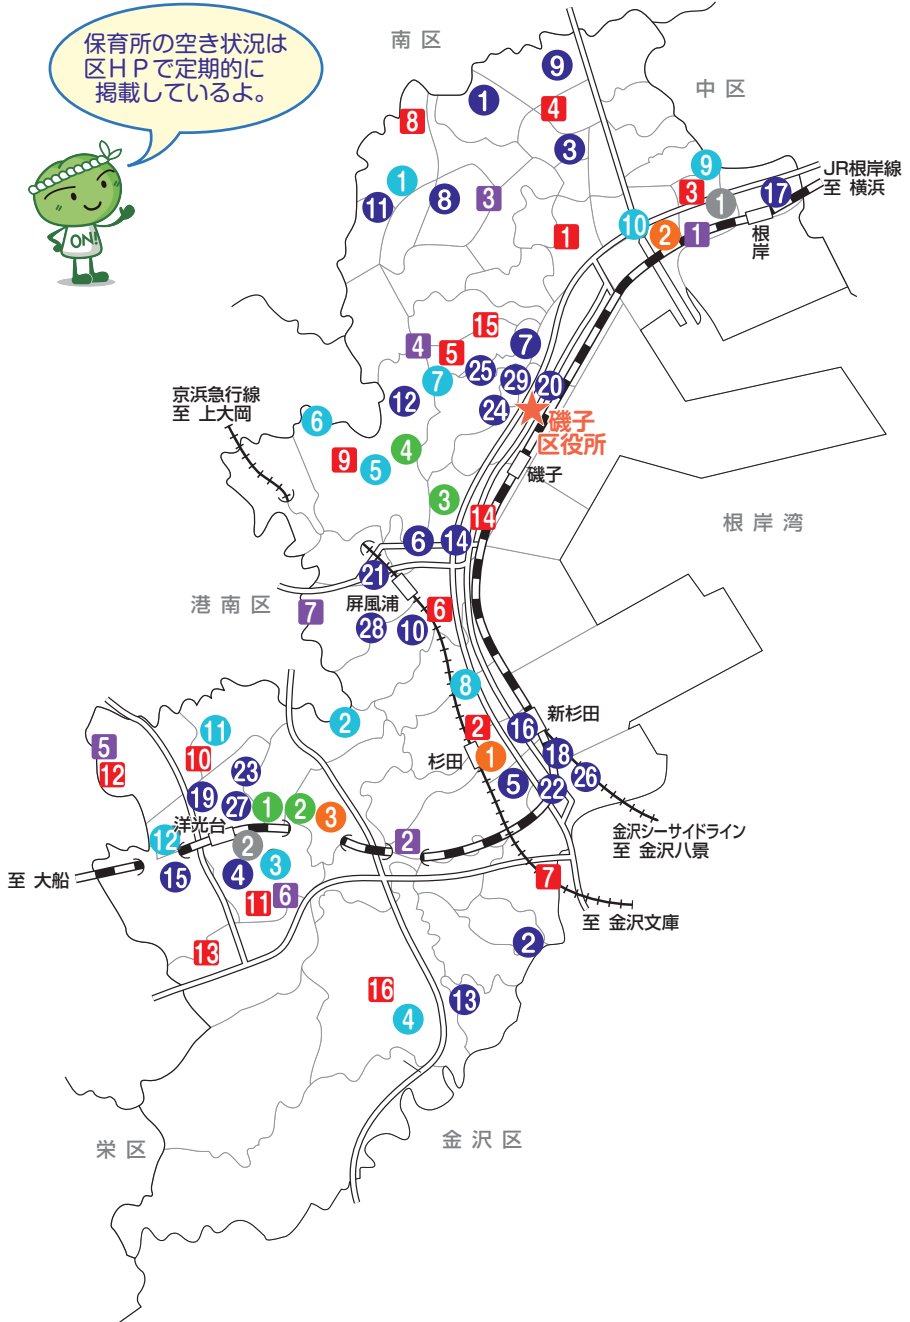 保育所の空き状況は
区HPで定期的に
掲載しているよ。
ON!
南区
中区
9
1
4
8
3
9
JR根岸線
至 横浜
1
3
17
11
8
3
1
10
1
2
1
根岸
15
4
5
7
25
7
29
20
京浜急行線
至 上大岡
12
24
磯子
区役所
6
4
9
5
磯子
3
14
根岸湾
6
14
21
港南区
屏風浦
7
6
28
10
8
2
11
2
新杉田
16
5
10
杉田
1
18
12
23
26
5
22
19
27
1
2
3
金沢シーサイドライン
至 金沢八景
洋光台
12
2
2
3
至 大船
15
4
7
11
6
至 金沢文庫
13
2
16
13
4
栄区
金沢区